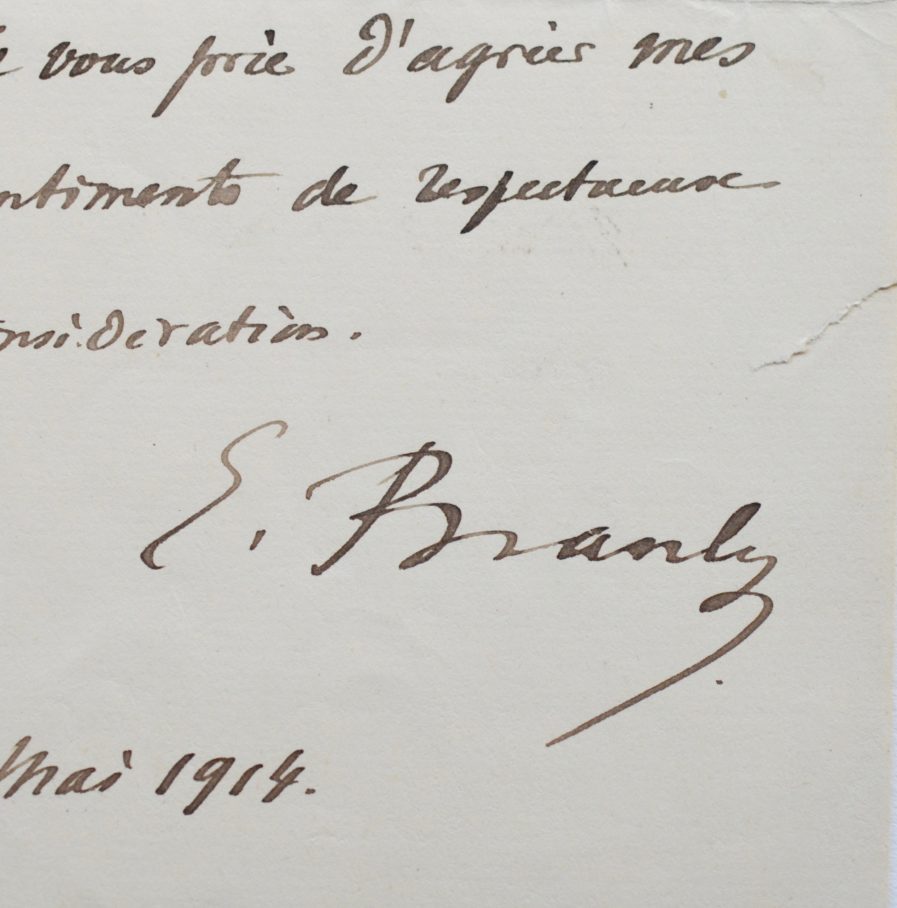 vous prie d'agréer mes
ntiments de respectueuse
nsidération.
E. Branly
Mai 1914.